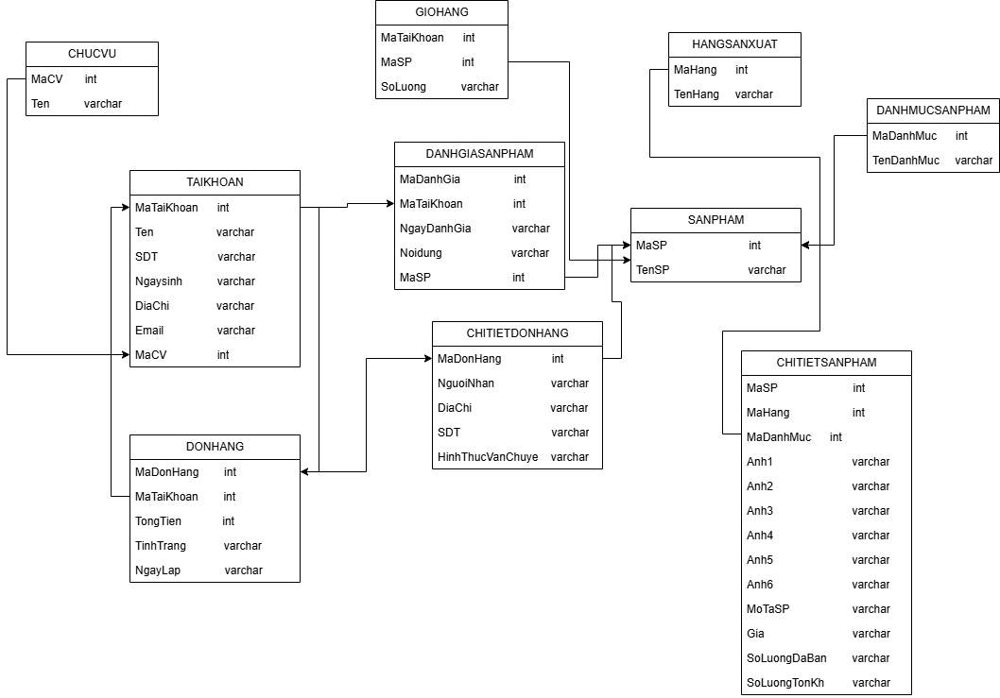 CHUCVU
MaCV int
Ten varchar
GIOHANG
MaTaiKhoan int
MaSP int
SoLuong varchar
HANGSANXUAT
MaHang int
TenHang varchar
DANHMUCSANPHAM
MaDanhMuc int
TenDanhMuc varchar
TAIKHOAN
MaTaiKhoan int
Ten varchar
SDT varchar
Ngaysinh varchar
DiaChi varchar
Email varchar
MaCV int
DANHGIASANPHAM
MaDanhGia int
MaTaiKhoan int
NgayDanhGia varchar
Noidung varchar
MaSP int
SANPHAM
MaSP int
TenSP varchar
CHITIETDONHANG
MaDonHang int
NguoiNhan varchar
DiaChi varchar
SDT varchar
HinhThucVanChuye varchar
DONHANG
MaDonHang int
MaTaiKhoan int
TongTien int
TinhTrang varchar
NgayLap varchar
CHITIETSANPHAM
MaSP int
MaHang int
MaDanhMuc int
Anh1 varchar
Anh2 varchar
Anh3 varchar
Anh4 varchar
Anh5 varchar
Anh6 varchar
MoTaSP varchar
Gia varchar
SoLuongDaBan varchar
SoLuongTonKh varchar